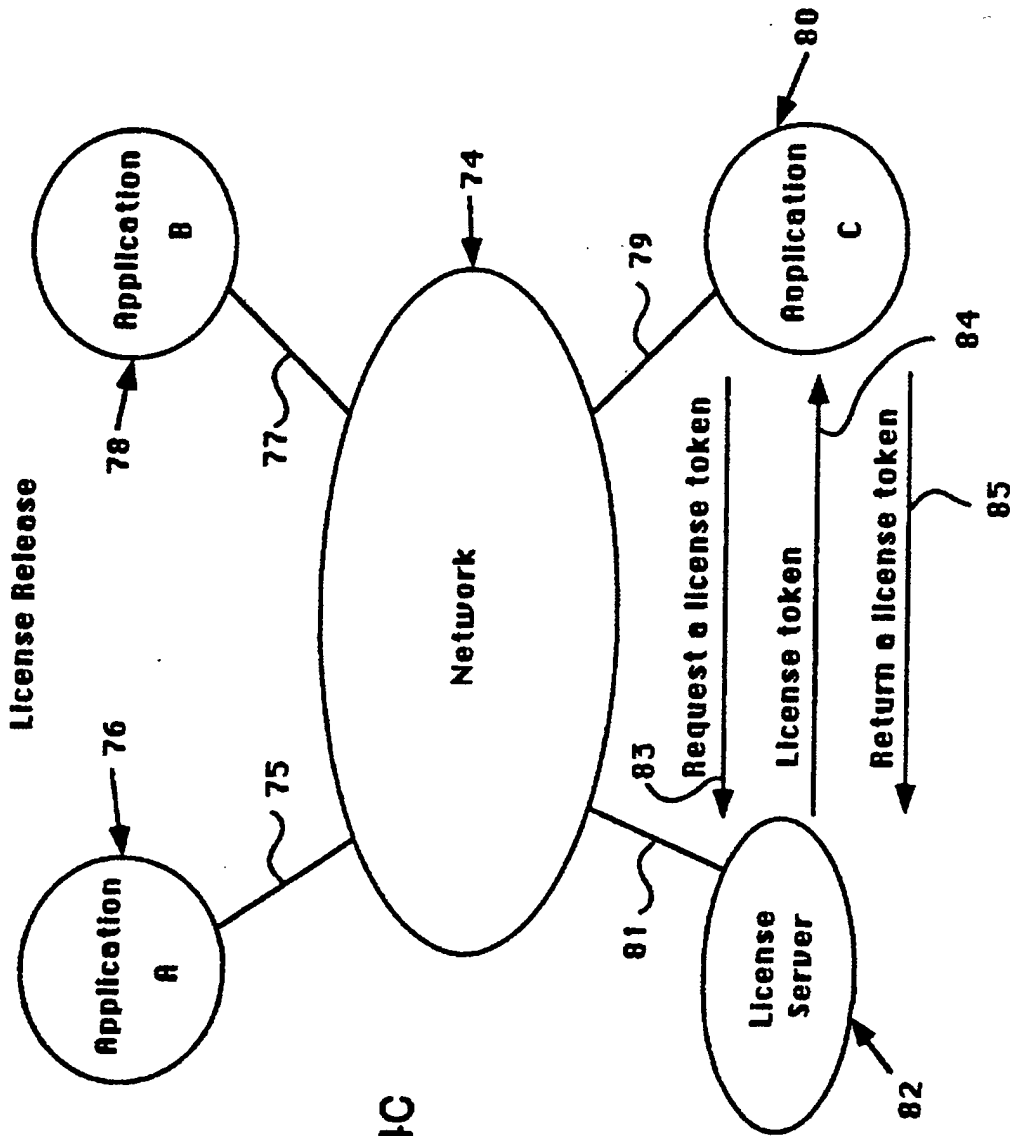 License Release
Application
A
76
78
Application
B
75
77
Network
74
81
83
79
Request a license token
License
Server
License token
Aoplication
C
80
82
Return a license token
84
85